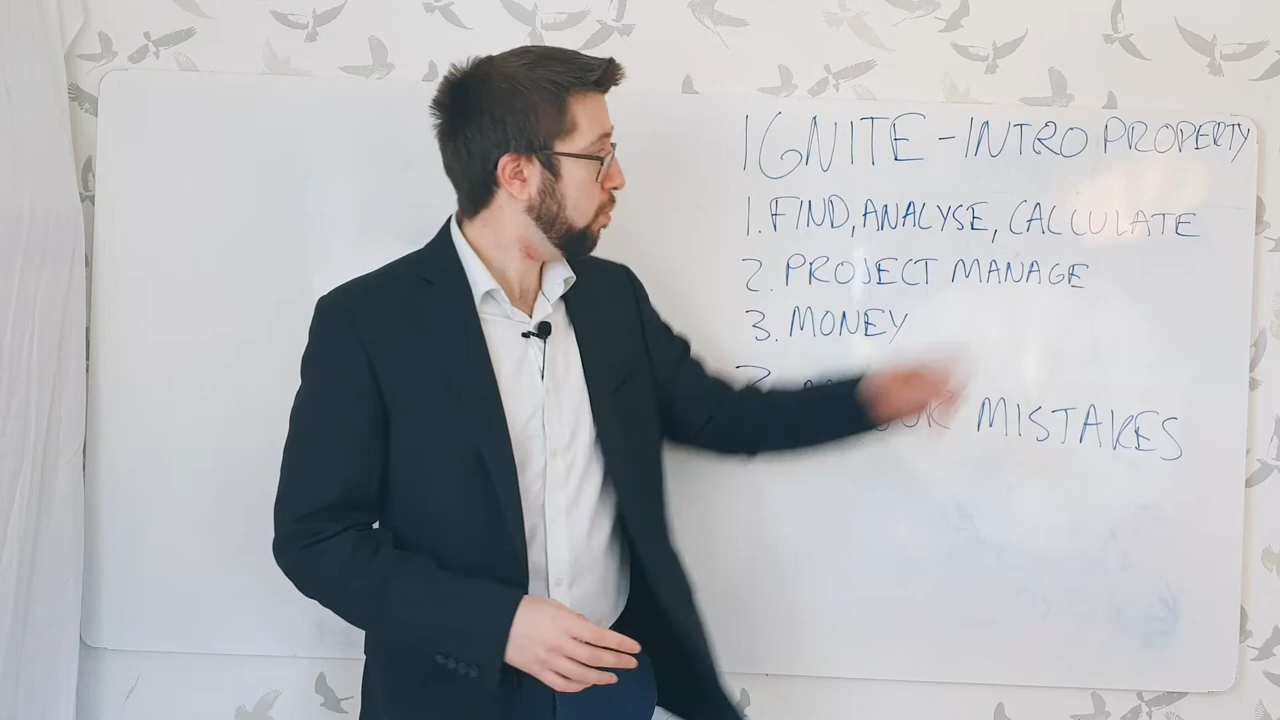 IGNITE - INTRO PROPERTY
1. FIND, ANALYSE, CALCULATE
2. PROJECT MANAGE
3. MONEY
MISTAKES